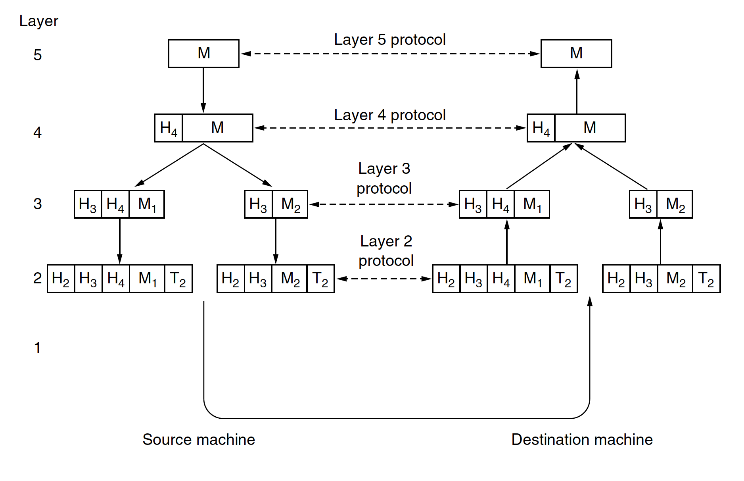 Layer
5 M Layer 5 protocol M
4 H4 M Layer 4 protocol H4 M
Layer 3
protocol
3 H3 H4 M1 H3 M2 H3 H4 M1 H3 M2
Layer 2
protocol
2 H2 H3 H4 M1 T2 H2 H3 M2 T2 H2 H3 H4 M1 T2 H2 H3 M2 T2
1
Source machine Destination machine